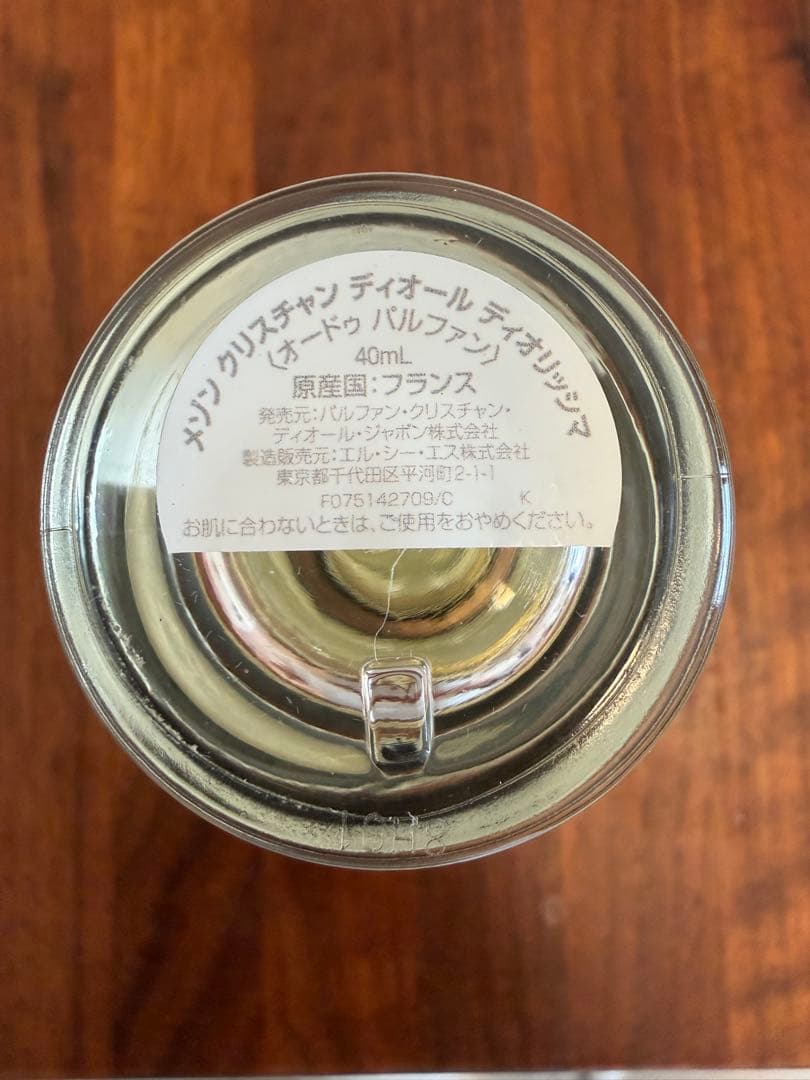 メゾン クリスチャン ディオール ディオリッシマ
〈オードゥ パルファン〉
40mL
原産国:フランス
発売元:パルファン・クリスチャン・
ディオール・ジャポン株式会社
製造販売元:エル・シー・エス株式会社
東京都千代田区平河町2-1-1
F075142709/C K
お肌に合わないときは、ご使用をおやめください。